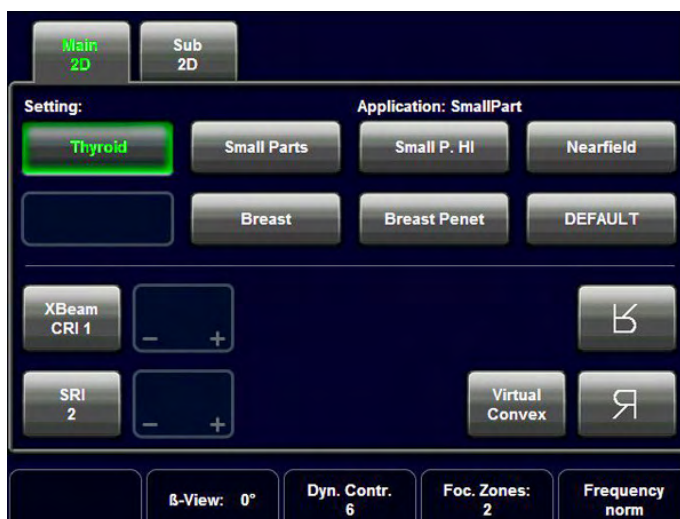 Main
2D
Sub
2D
Setting:
Application: SmallPart
Thyroid
Small Parts
Small P. HI
Nearfield
Breast
Breast Penet
DEFAULT
XBeam
CRI 1
- +
SRI
2
- +
Virtual
Convex
ß-View: 0°
Dyn. Contr.
6
Foc. Zones:
2
Frequency
norm